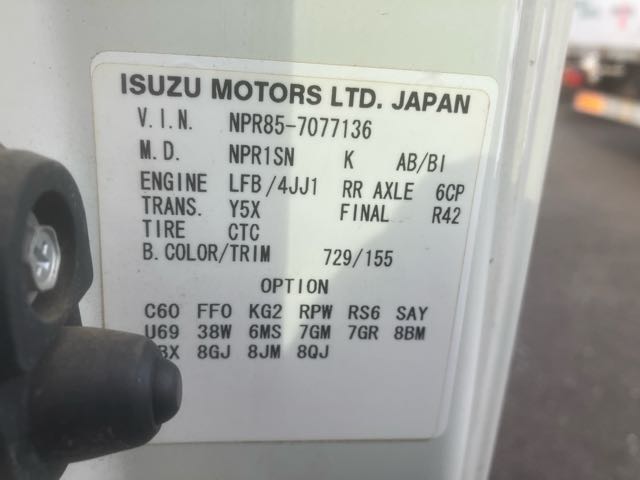 ISUZU MOTORS LTD. JAPAN
V.I.N. NPR85-7077136
M.D. NPR1SN K AB/BI
ENGINE LFB/4JJ1 RR AXLE 6CP
TRANS. Y5X FINAL R42
TIRE CTC
B.COLOR/TRIM 729/155
OPTION
C60 FF0 KG2 RPW RS6 SAY
U69 38W 6MS 7GM 7GR 8BM
8GJ 8JM 8QJ